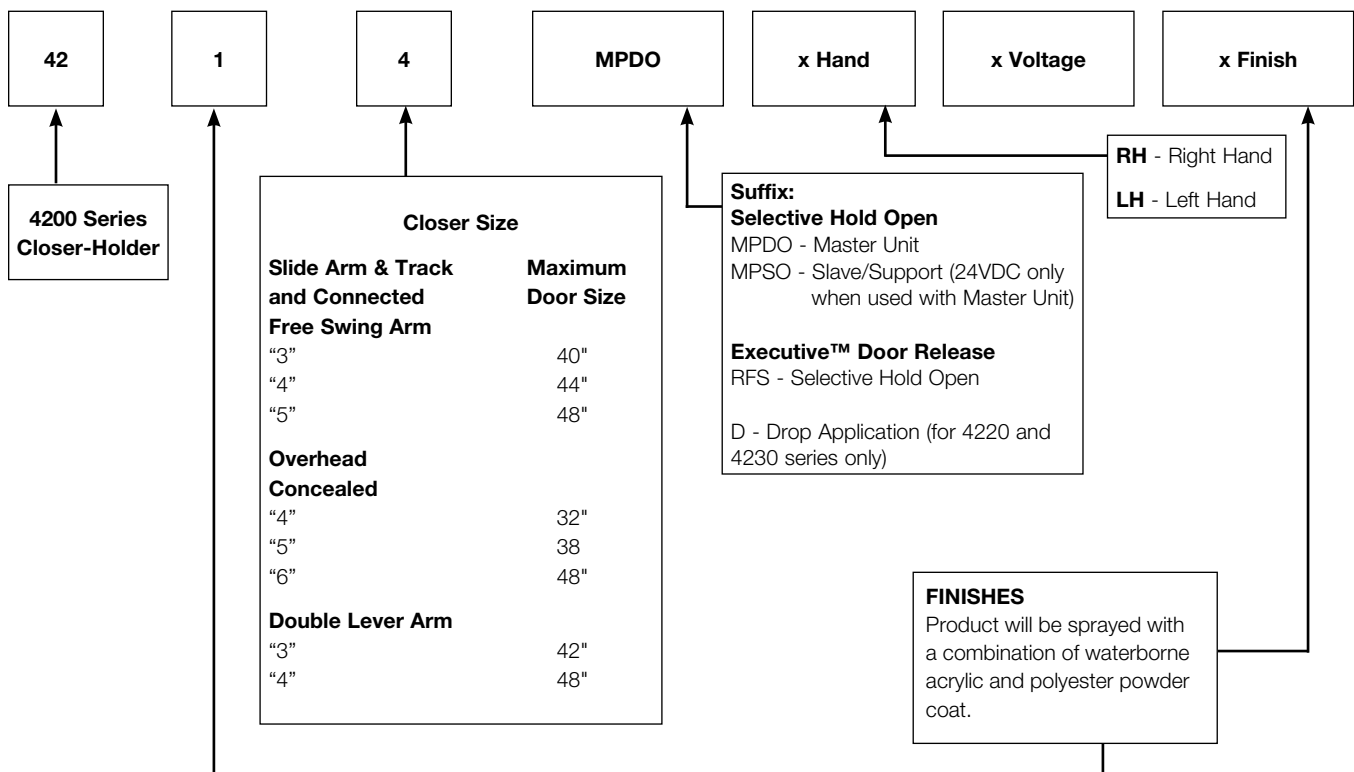 42 1 4 MPDO x Hand x Voltage x Finish
4200 Series
Closer-Holder
Closer Size
Slide Arm & Track Maximum
and Connected Door Size
Free Swing Arm
“3” 40"
“4” 44"
“5” 48"
Overhead
Concealed
“4” 32"
“5” 38
“6” 48"
Double Lever Arm
“3” 42"
“4” 48"
Suffix:
Selective Hold Open
MPDO - Master Unit
MPSO - Slave/Support (24VDC only
when used with Master Unit)
Executive™ Door Release
RFS - Selective Hold Open
D - Drop Application (for 4220 and
4230 series only)
RH - Right Hand
LH - Left Hand
FINISHES
Product will be sprayed with
a combination of waterborne
acrylic and polyester powder
coat.